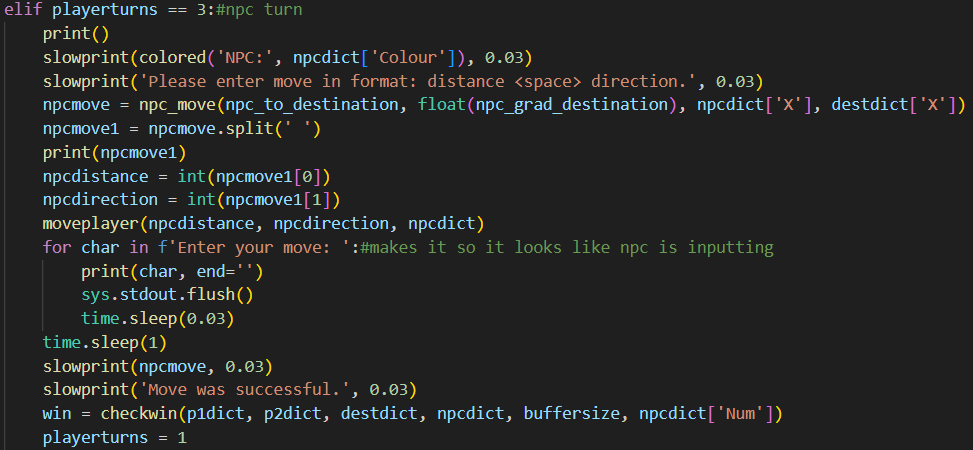 elif playerturns == 3:#npc turn
    print()
    slowprint(colored('NPC:', npcdict['Colour']), 0.03)
    slowprint('Please enter move in format: distance <space> direction.', 0.03)
    npcmove = npc_move(npc_to_destination, float(npc_grad_destination), npcdict['X'], destdict['X'])
    npcmove1 = npcmove.split(' ')
    print(npcmove1)
    npcdistance = int(npcmove1[0])
    npcdirection = int(npcmove1[1])
    moveplayer(npcdistance, npcdirection, npcdict)
    for char in f'Enter your move: ':#makes it so it looks like npc is inputting
        print(char, end='')
        sys.stdout.flush()
        time.sleep(0.03)
    time.sleep(1)
    slowprint(npcmove, 0.03)
    slowprint('Move was successful.', 0.03)
    win = checkwin(p1dict, p2dict, destdict, npcdict, buffersize, npcdict['Num'])
    playerturns = 1